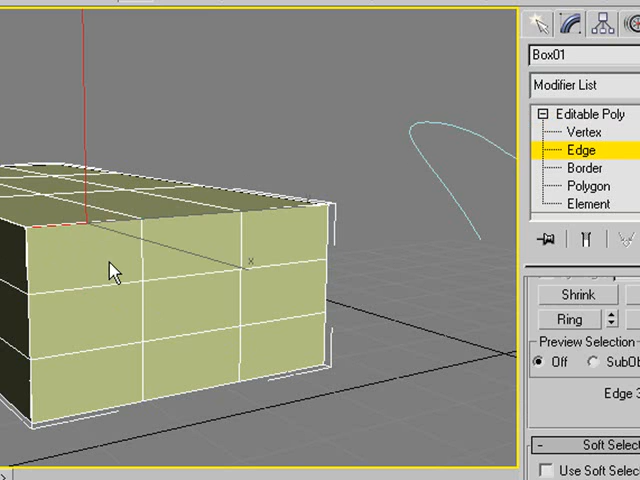 Box01
Modifier List
Editable Poly
Vertex
Edge
Border
Polygon
Element
Shrink
Ring
Preview Selection
Off
Edge 3
Soft Selec
Use Soft Selec
x